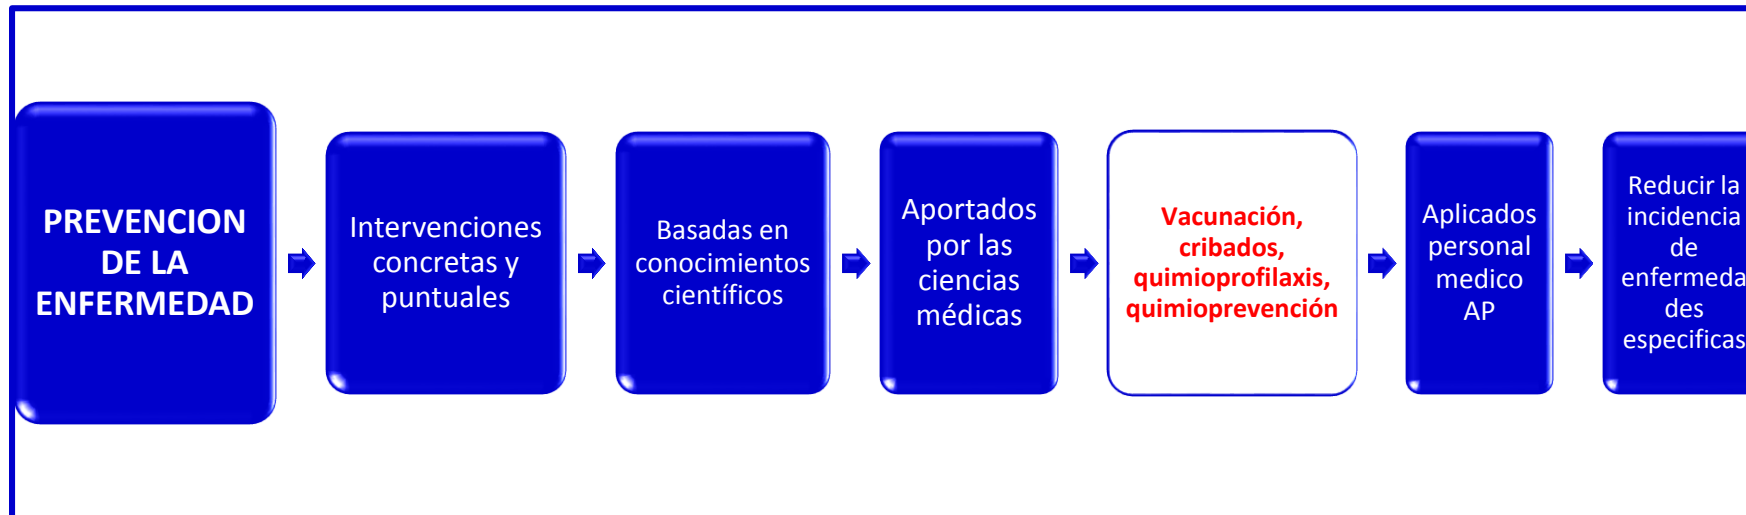 PREVENCION
DE LA
ENFERMEDAD
Intervenciones
concretas y
puntuales
Basadas en
conocimientos
científicos
Aportados
por las
ciencias
médicas
Vacunación,
cribados,
quimioprofilaxis,
quimioprevención
Aplicados
personal
medico
AP
Reducir la
incidencia
de
enfermeda
des
especificas